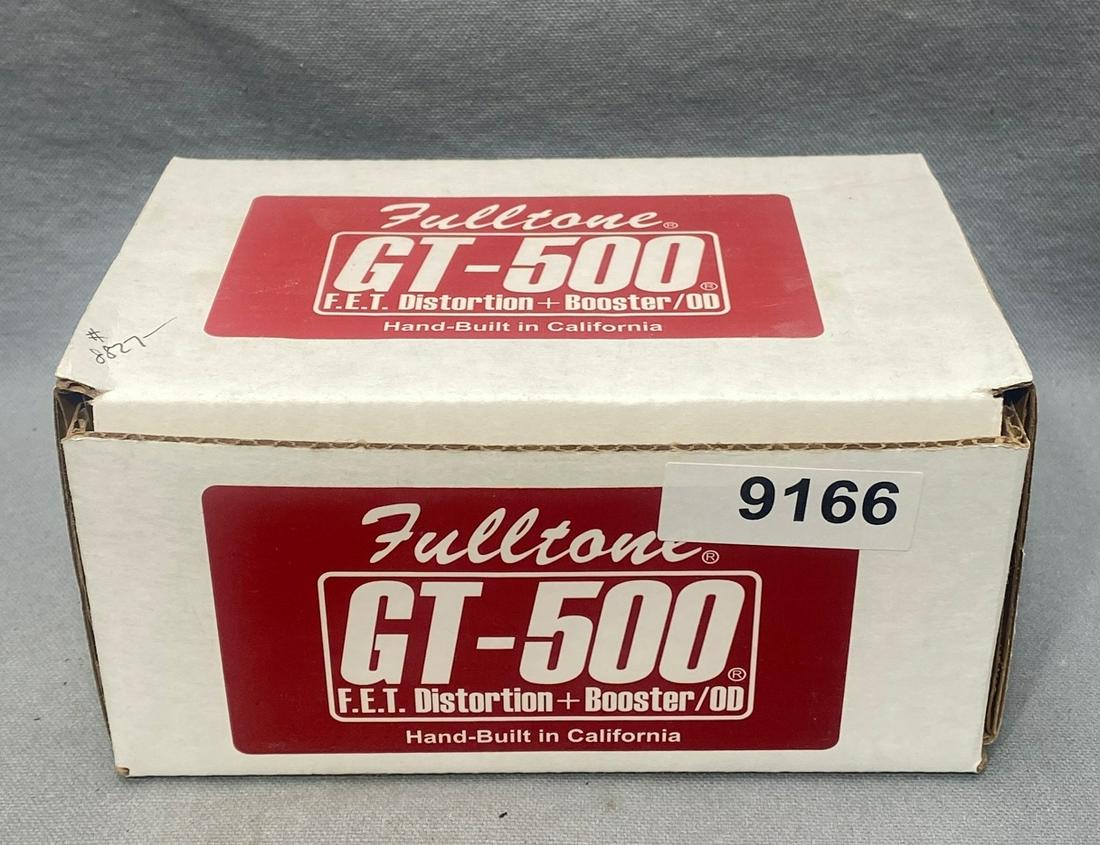 Fulltone®
GT-500®
F.E.T. Distortion + Booster/OD
Hand-Built in California
#
8827
9166
Fulltone®
GT-500®
F.E.T. Distortion + Booster/OD
Hand-Built in California